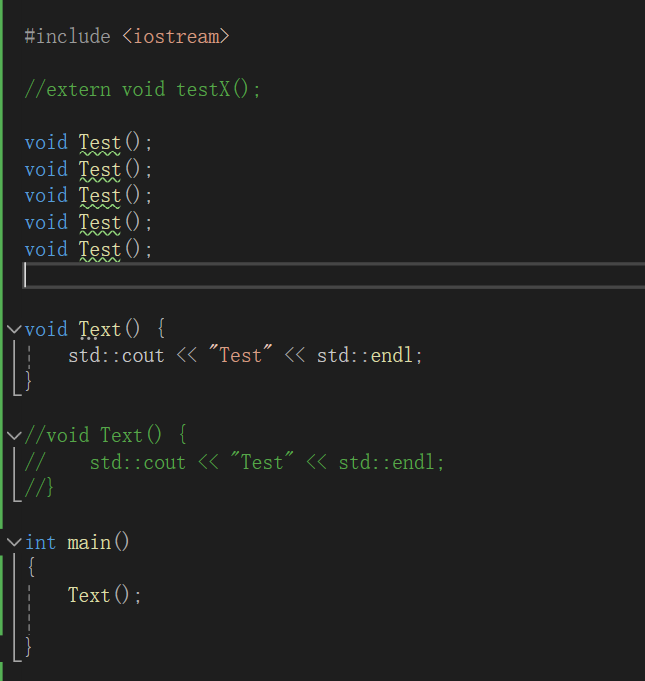 #include <iostream>
//extern void testX();
void Test();
void Test();
void Test();
void Test();
void Test();
void Text() {
std::cout << "Test" << std::endl;
}
//void Text() {
//    std::cout << "Test" << std::endl;
//}
int main()
{
Text();
}